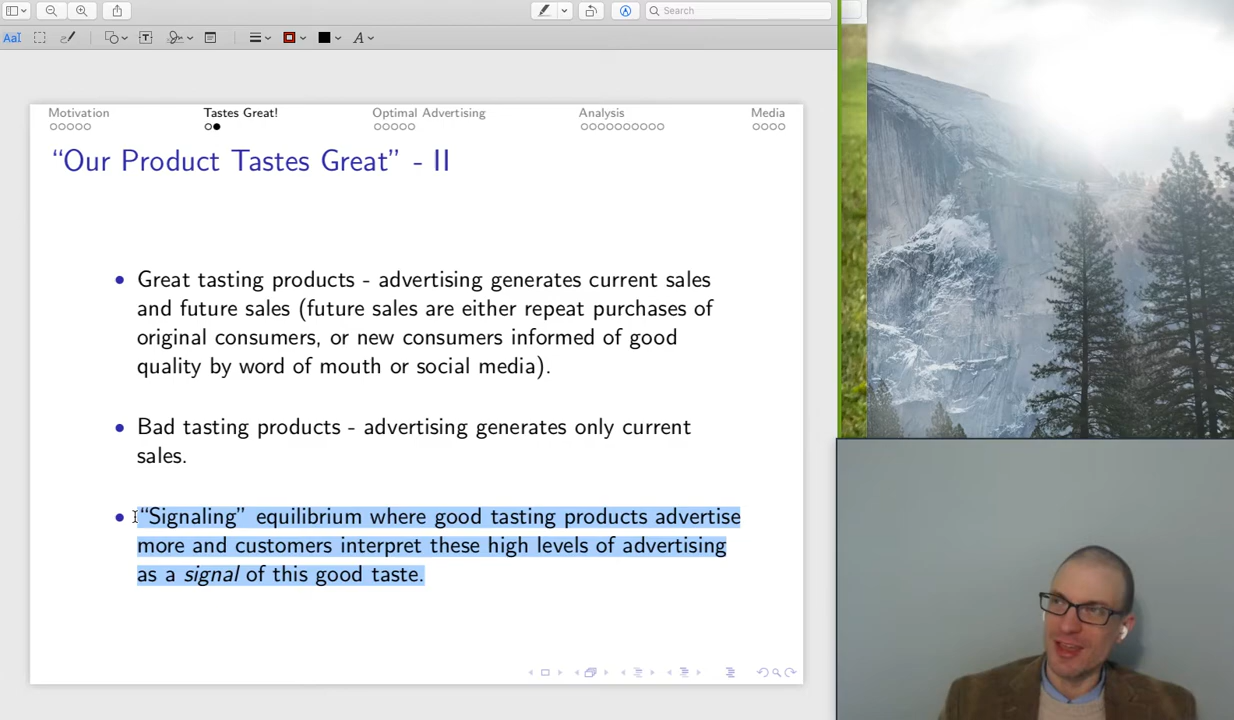 Search
AaI
T
A
Motivation
Tastes Great!
Optimal Advertising
Analysis
Media
“Our Product Tastes Great” - II
Great tasting products - advertising generates current sales
and future sales (future sales are either repeat purchases of
original consumers, or new consumers informed of good
quality by word of mouth or social media).
Bad tasting products - advertising generates only current
sales.
“Signaling” equilibrium where good tasting products advertise
more and customers interpret these high levels of advertising
as a signal of this good taste.